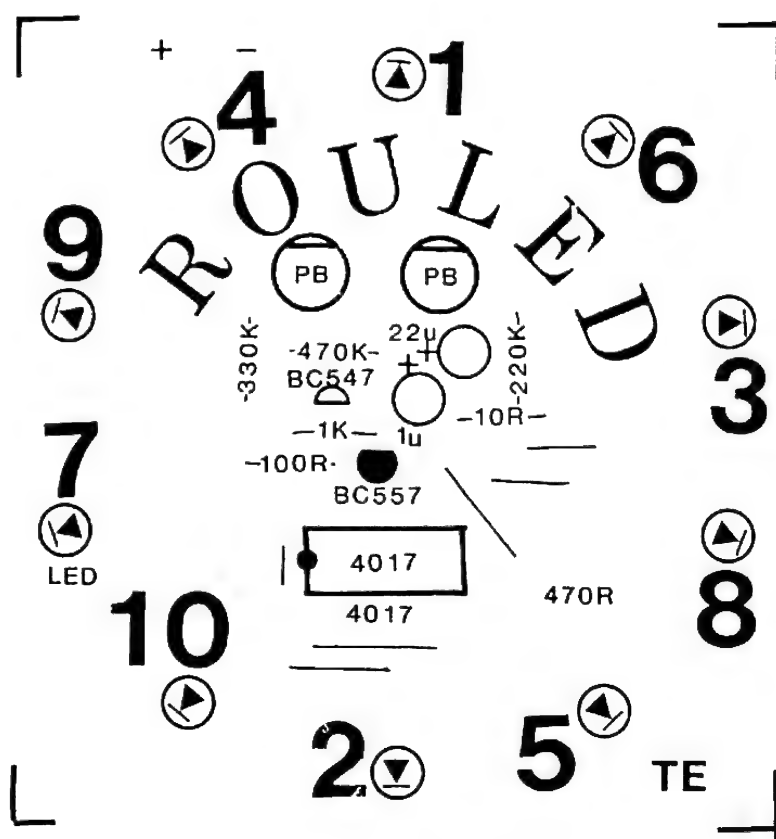 + −
1
4
6
ROULED
9
PB PB
3
-330K-
-470K-
22u
+
-220K-
BC547
+
-10R-
-1K-
1u
7
-100R-
BC557
LED
4017
4017
470R
8
10
2
5
TE